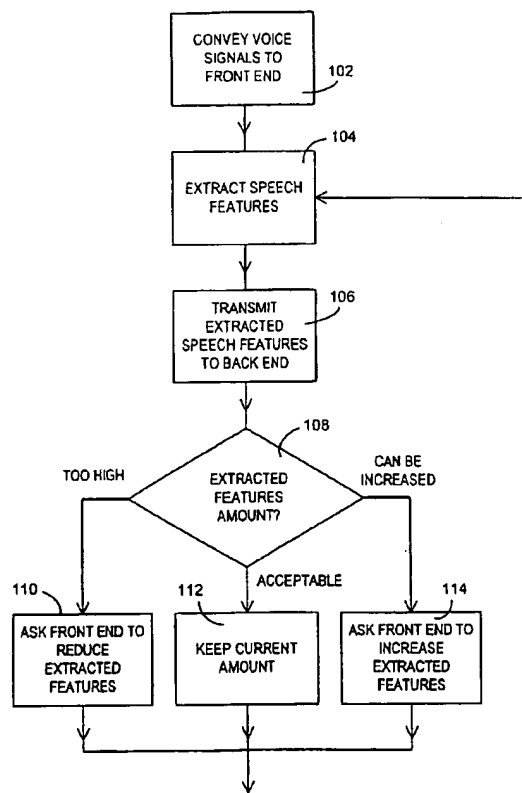 CONVEY VOICE
SIGNALS TO
FRONT END
102
104
EXTRACT SPEECH
FEATURES
106
TRANSMIT
EXTRACTED
SPEECH FEATURES
TO BACK END
108
TOO HIGH
EXTRACTED
FEATURES
AMOUNT?
CAN BE
INCREASED
ACCEPTABLE
110
ASK FRONT END TO
REDUCE
EXTRACTED
FEATURES
112
KEEP CURRENT
AMOUNT
114
ASK FRONT END TO
INCREASE
EXTRACTED
FEATURES